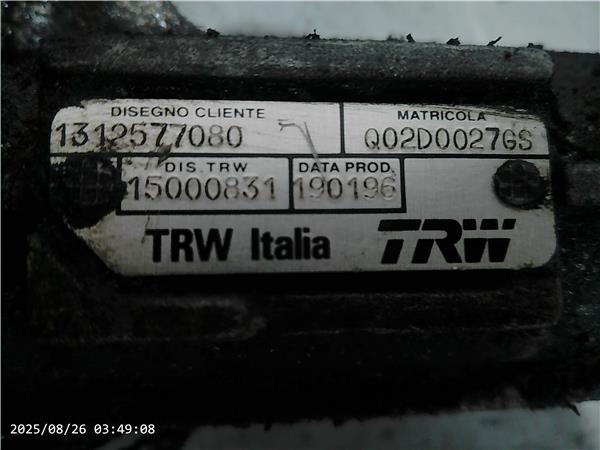 DISEGNO CLIENTE MATRICOLA
1312577080 Q02D0027GS
DIS. TRW DATA PROD.
15000831 190196
TRW Italia TRW
2025/08/26 03:49:08